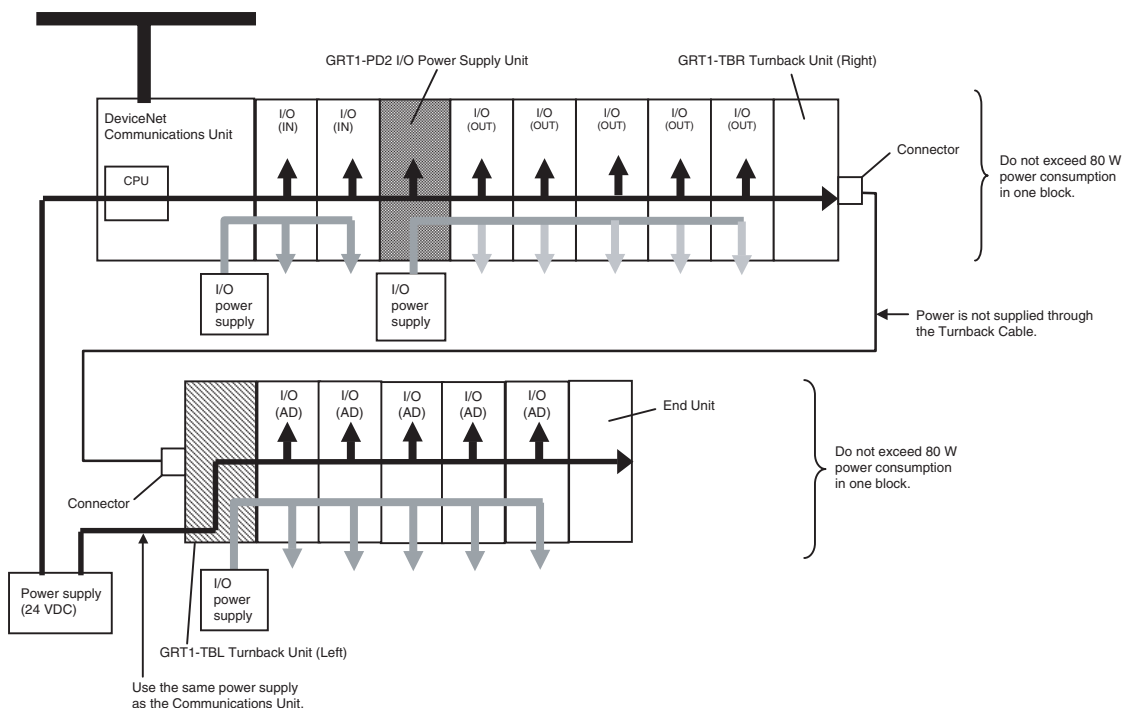 GRT1-PD2 I/O Power Supply Unit
GRT1-TBR Turnback Unit (Right)
DeviceNet
Communications Unit
CPU
I/O
(IN)
I/O
(IN)
I/O
(OUT)
I/O
(OUT)
I/O
(OUT)
I/O
(OUT)
I/O
(OUT)
Connector
Do not exceed 80 W
power consumption
in one block.
I/O
power
supply
I/O
power
supply
Power is not supplied through
the Turnback Cable.
I/O
(AD)
I/O
(AD)
I/O
(AD)
I/O
(AD)
I/O
(AD)
End Unit
Do not exceed 80 W
power consumption
in one block.
Connector
Power supply
(24 VDC)
I/O
power
supply
GRT1-TBL Turnback Unit (Left)
Use the same power supply
as the Communications Unit.